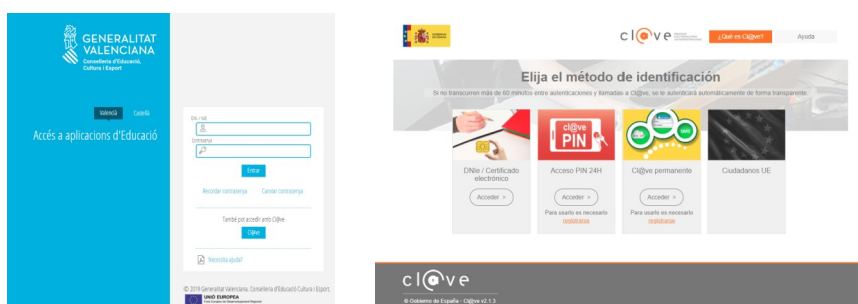 GENERALITAT
VALENCIANA
Conselleria d'Educació,
Cultura i Esport
Valencià Castellà
Accés a aplicacions d'Educació
Contrasenya
Entrar
Recordar contrasenya Canviar contrasenya
També pot accedir amb Cl@ve
Cl@ve
Necessita ajuda?
© 2019 Generalitat Valenciana. Conselleria d'Educació Cultura i Esport.
UNIÓ EUROPEA
cl@ve
¿Qué es Cl@ve?
Ayuda
Elija el método de identificación
Si no transcurren más de 60 minutos entre autenticaciones y llamadas a Cl@ve, se le autenticará automáticamente de forma transparente.
cl@ve
PIN
DNIe / Certificado
electrónico
Acceder >
Acceso PIN 24H
Acceder >
Para usarlo es necesario
registrarse
Cl@ve permanente
Acceder >
Para usarlo es necesario
registrarse
Ciudadanos UE
cl@ve
© Gobierno de España - Cl@ve v2.1.3